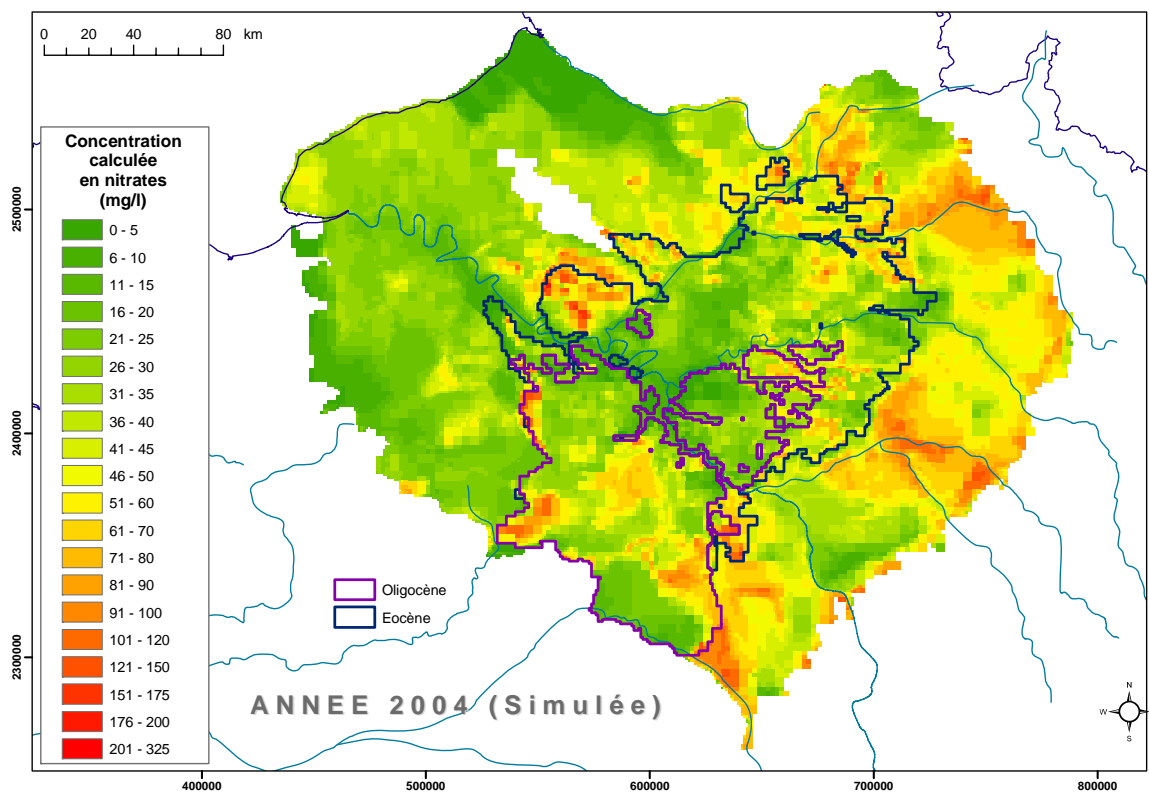 0 20 40 80 km
Concentration
calculée
en nitrates
(mg/l)
0 - 5
6 - 10
11 - 15
16 - 20
21 - 25
26 - 30
31 - 35
36 - 40
41 - 45
46 - 50
51 - 60
61 - 70
71 - 80
81 - 90
91 - 100
101 - 120
121 - 150
151 - 175
176 - 200
201 - 325
2500000
2400000
2300000
Oligocène
Eocène
ANNEE 2004 (Simulée)
N
W
S
400000 500000 600000 700000 800000